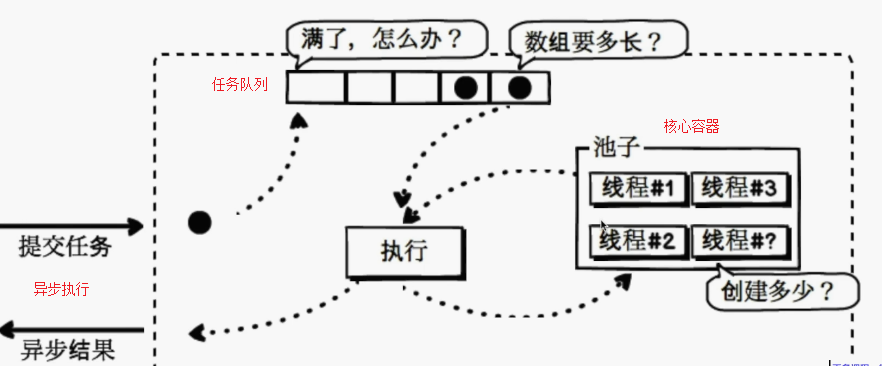 满了，怎么办？
数组要多长？
任务队列
核心容器
池子
线程#1
线程#3
线程#2
线程#?
提交任务
执行
创建多少？
异步执行
异步结果